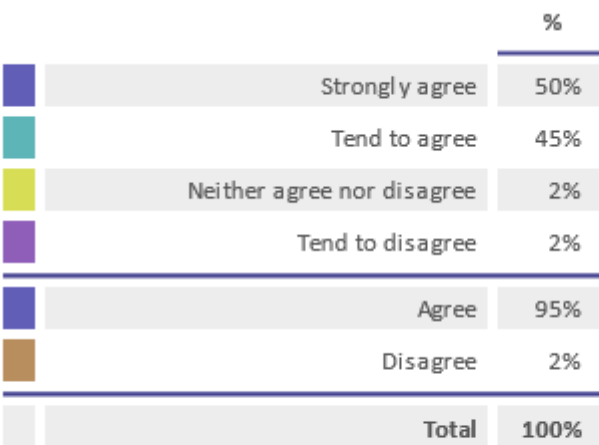 %
Strongly agree 50%
Tend to agree 45%
Neither agree nor disagree 2%
Tend to disagree 2%
Agree 95%
Disagree 2%
Total 100%